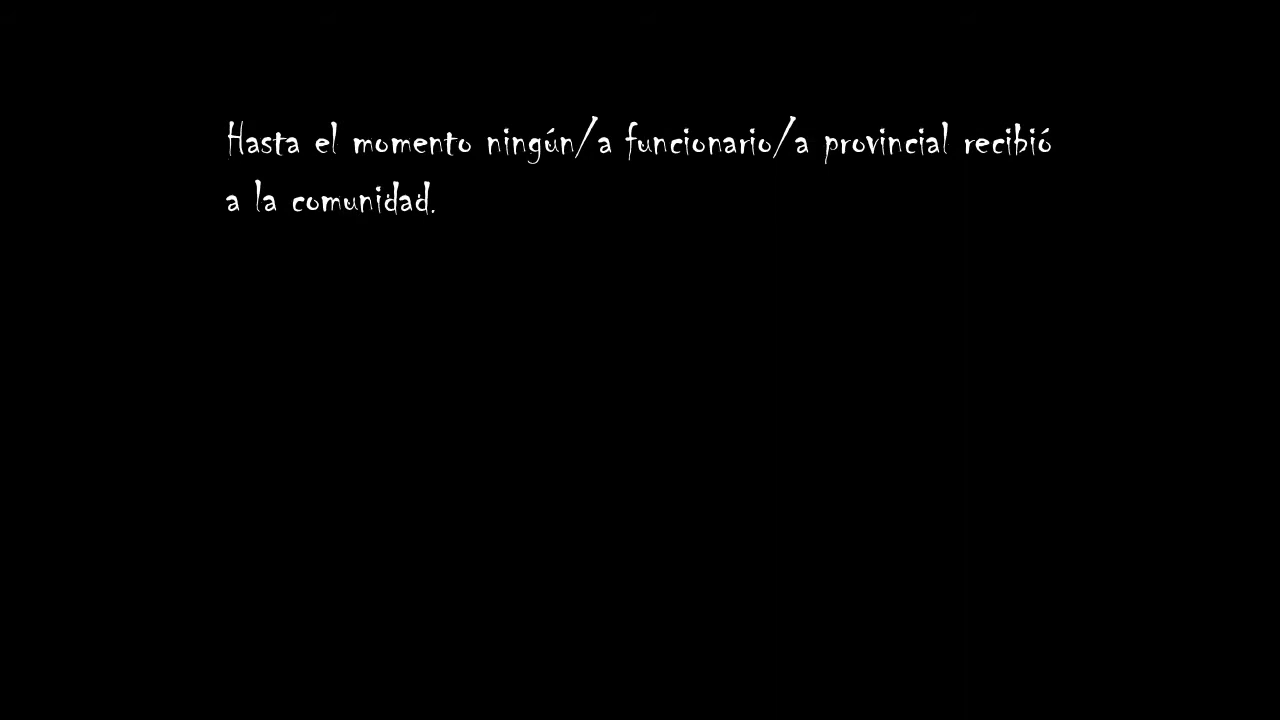 Hasta el momento ningún/a funcionario/a provincial recibió
a la comunidad.